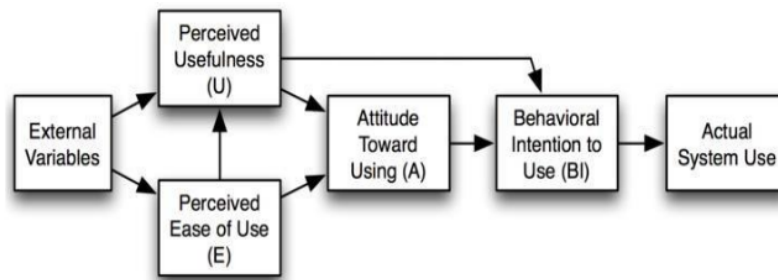 External
Variables
Perceived
Usefulness
(U)
Perceived
Ease of Use
(E)
Attitude
Toward
Using (A)
Behavioral
Intention to
Use (BI)
Actual
System Use